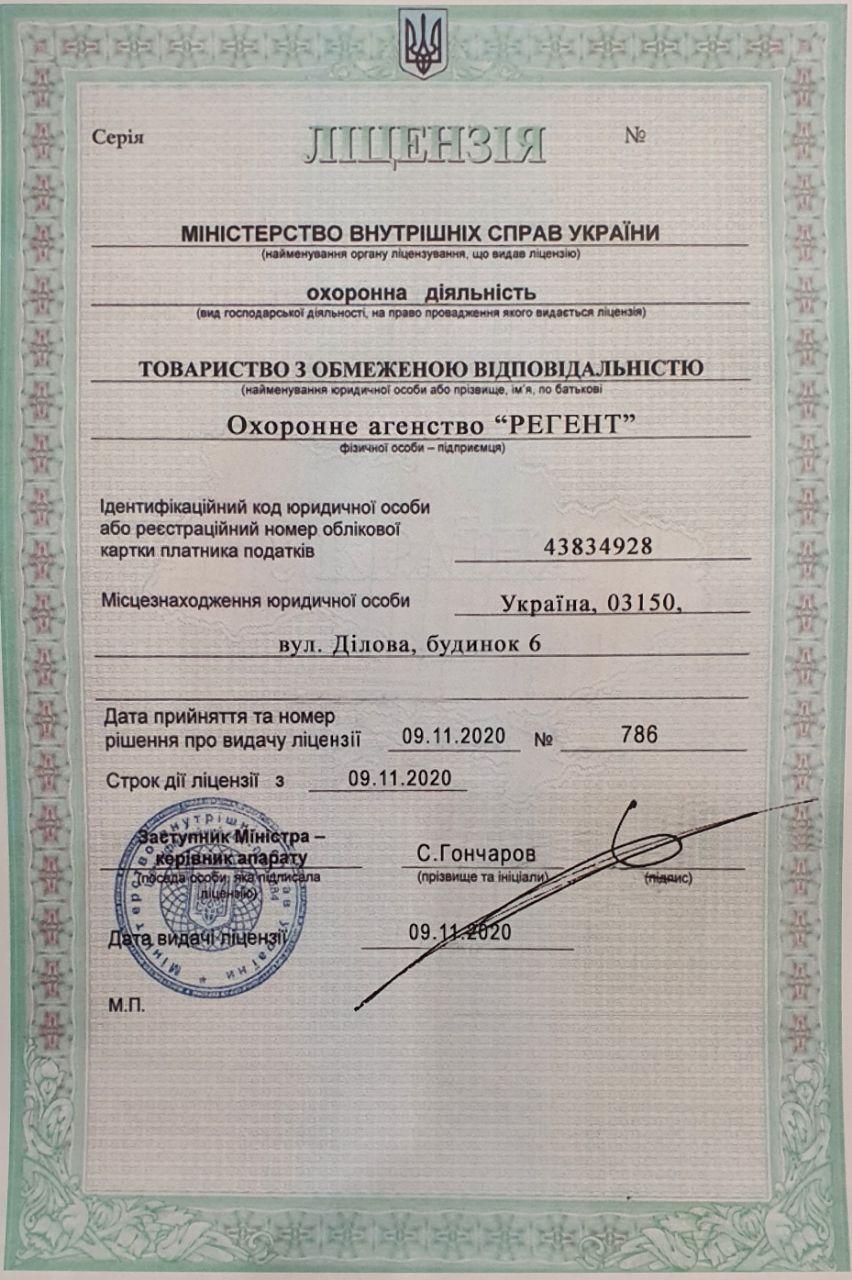 Серія ЛІЦЕНЗІЯ №
МІНІСТЕРСТВО ВНУТРІШНІХ СПРАВ УКРАЇНИ
(найменування органу ліцензування, що видав ліцензію)
охоронна діяльність
(вид господарської діяльності, на право провадження якого видається ліцензія)
ТОВАРИСТВО З ОБМЕЖЕНОЮ ВІДПОВІДАЛЬНІСТЮ
(найменування юридичної особи або прізвище, ім'я, по батькові
Охоронне агенство “РЕГЕНТ”
фізичної особи – підприємця)
Ідентифікаційний код юридичної особи
або реєстраційний номер облікової
картки платника податків 43834928
Місцезнаходження юридичної особи Україна, 03150,
вул. Ділова, будинок 6
Дата прийняття та номер
рішення про видачу ліцензії 09.11.2020 № 786
Строк дії ліцензії з 09.11.2020
Заступник Міністра –
керівник апарату С.Гончаров
(посада особи, яка підписала (прізвище та ініціали) (підпис)
ліцензію)
Дата видачі ліцензії 09.11.2020
М.П.
Міністерство внутрішніх справ України